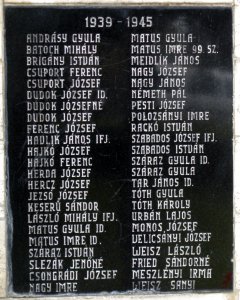 1939 - 1945
ANDRÁSY GYULA
BATOCH MIHÁLY
BRIGÁNY ISTVÁN
CSUPORT FERENC
CSUPORT JÓZSEF
DUDOK JÓZSEF ID.
DUDOK JÓZSEFNÉ
DUDOK JÓZSEF
FERENC JÓZSEF
HADLIK JÁNOS IFJ.
HAJKÓ JÓZSEF
HAJKÓ FERENC
HERDA JÓZSEF
HERCZ JÓZSEF
JEZSÓ JÓZSEF
KESERŰ SÁNDOR
LÁSZLÓ MIHÁLY IFJ.
MATUS GYULA ID.
MATUS IMRE ID.
SZÁRAZ ISTVÁN
SLEZÁK JENŐNÉ
CSONGRÁDI JÓZSEF
NAGY IMRE
MATUS GYULA
MATUS IMRE 99 SZ.
MEIDLIK JÁNOS
NAGY JÓZSEF
NAGY JÁNOS
NÉMETH PÁL
PESTI JÓZSEF
POLOZSÁNYI IMRE
RACKÓ ISTVÁN
SZABADOS JÓZSEF IFJ.
SZABADOS ISTVÁN
SZÁRAZ GYULA ID.
SZÁRAZ GYULA
TAR JÁNOS ID.
TÓTH GYULA
TÓTH KÁROLY
URBÁN LAJOS
MONOS JÓZSEF
VELICSÁNYI JÓZSEF
WEISZ LÁSZLÓ
FRIED SÁNDORNÉ
MESZLÉNYI IRMA
WEISZ SANYI